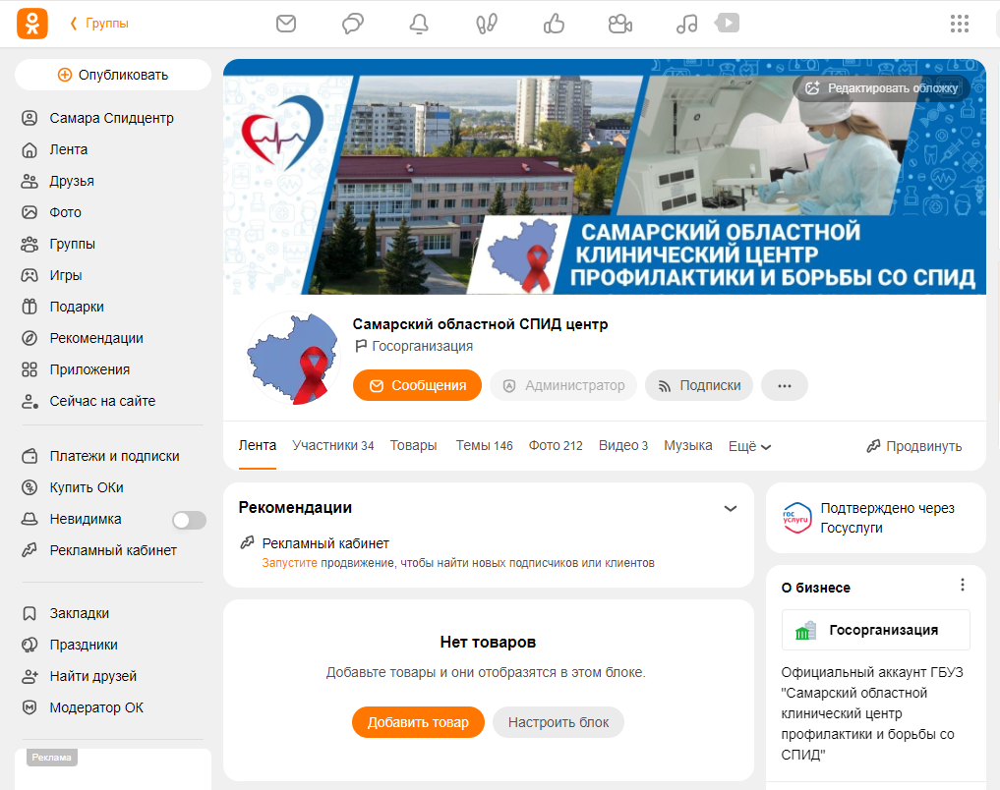 Группы
Опубликовать
Самара Спидцентр
Лента
Друзья
Фото
Группы
Игры
Подарки
Рекомендации
Приложения
Сейчас на сайте
Платежи и подписки
Купить ОКи
Невидимка
Рекламный кабинет
Закладки
Праздники
Найти друзей
Модератор ОК
Реклама
Редактировать обложку
САМАРСКИЙ ОБЛАСТНОЙ
КЛИНИЧЕСКИЙ ЦЕНТР
ПРОФИЛАКТИКИ И БОРЬБЫ СО СПИД
Самарский областной СПИД центр
Госорганизация
Сообщения
Администратор
Подписки
Лента Участники 34 Товары Темы 146 Фото 212 Видео 3 Музыка Ещё Продвинуть
Рекомендации
Рекламный кабинет
Запустите продвижение, чтобы найти новых подписчиков или клиентов
Нет товаров
Добавьте товары и они отобразятся в этом блоке.
Добавить товар Настроить блок
гос
услуги
Подтверждено через
Госуслуги
О бизнесе
Госорганизация
Официальный аккаунт ГБУЗ
"Самарский областной
клинический центр
профилактики и борьбы со
СПИД"